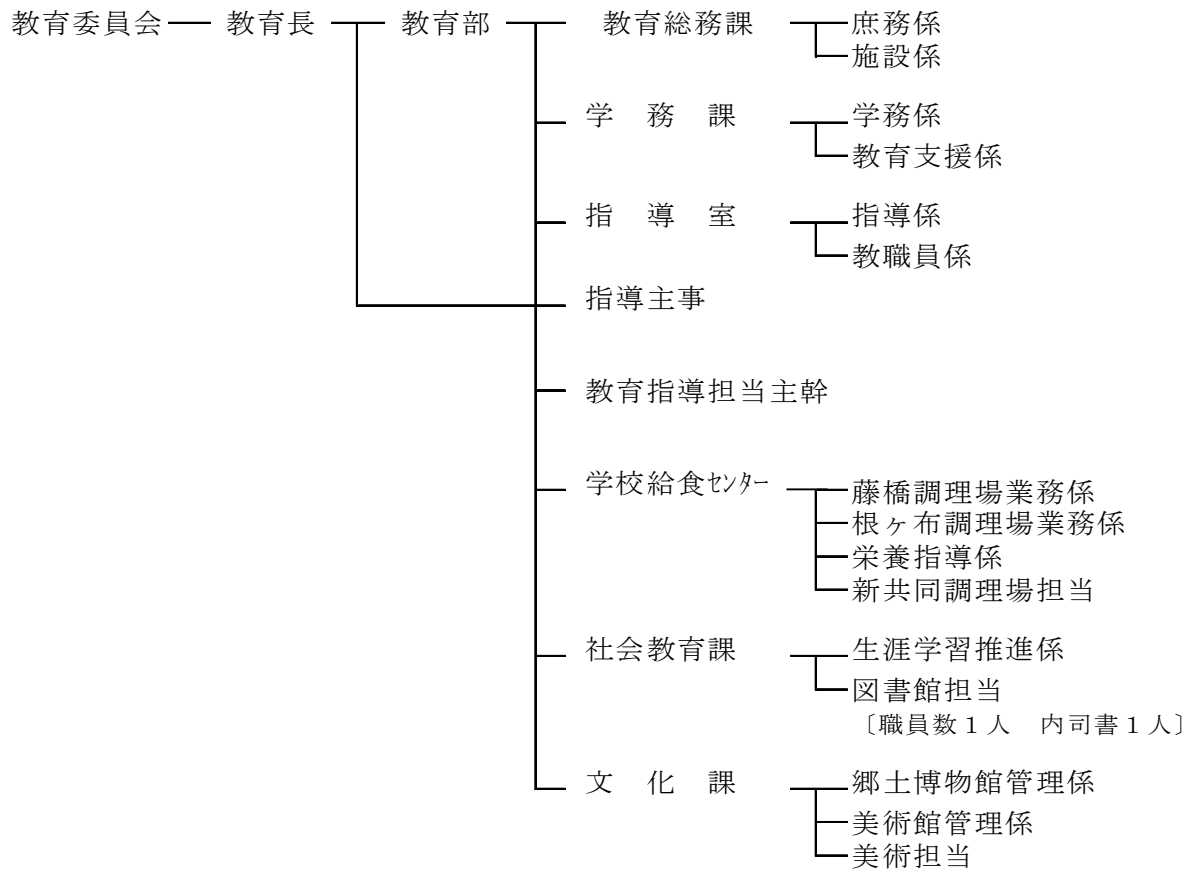 教育委員会 教育長 教育部 教育総務課 庶務係
施設係
学 務 課 学務係
教育支援係
指 導 室 指導係
教職員係
指導主事
教育指導担当主幹
学校給食ｾﾝﾀｰ 藤橋調理場業務係
根ヶ布調理場業務係
栄養指導係
新共同調理場担当
社会教育課 生涯学習推進係
図書館担当
〔職員数１人 内司書１人〕
文 化 課 郷土博物館管理係
美術館管理係
美術担当